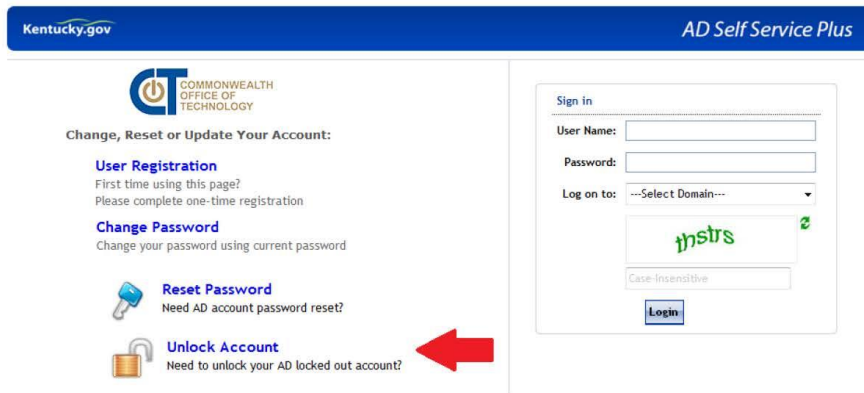 Kentucky.gov
AD Self Service Plus
COMMONWEALTH
OFFICE OF
TECHNOLOGY
Change, Reset or Update Your Account:
User Registration
First time using this page?
Please complete one-time registration
Change Password
Change your password using current password
Reset Password
Need AD account password reset?
Unlock Account
Need to unlock your AD locked out account?
Sign in
User Name:
Password:
Log on to: ---Select Domain---
thstrs
Case-Insensitive
Login